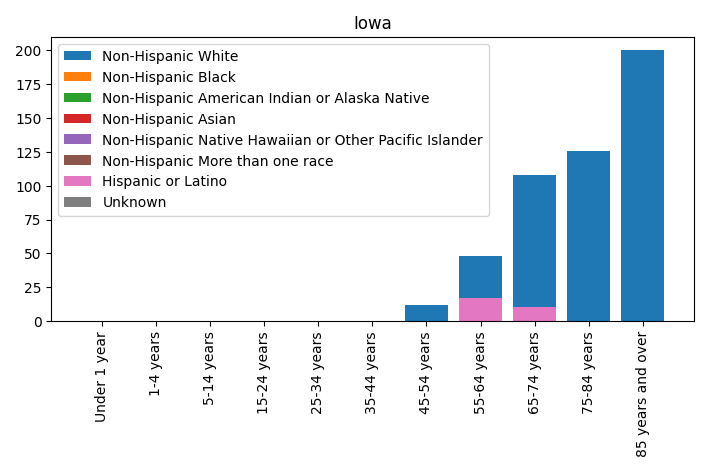 Iowa
200
175
150
125
100
75
50
25
0
Non-Hispanic White
Non-Hispanic Black
Non-Hispanic American Indian or Alaska Native
Non-Hispanic Asian
Non-Hispanic Native Hawaiian or Other Pacific Islander
Non-Hispanic More than one race
Hispanic or Latino
Unknown
Under 1 year
1-4 years
5-14 years
15-24 years
25-34 years
35-44 years
45-54 years
55-64 years
65-74 years
75-84 years
85 years and over